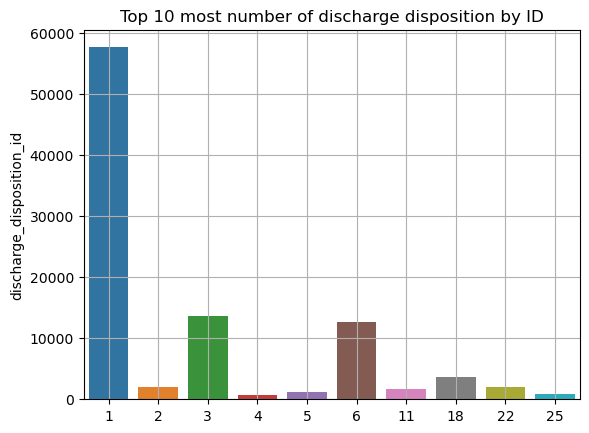 Top 10 most number of discharge disposition by ID
discharge_disposition_id
60000
50000
40000
30000
20000
10000
0
1 2 3 4 5 6 11 18 22 25